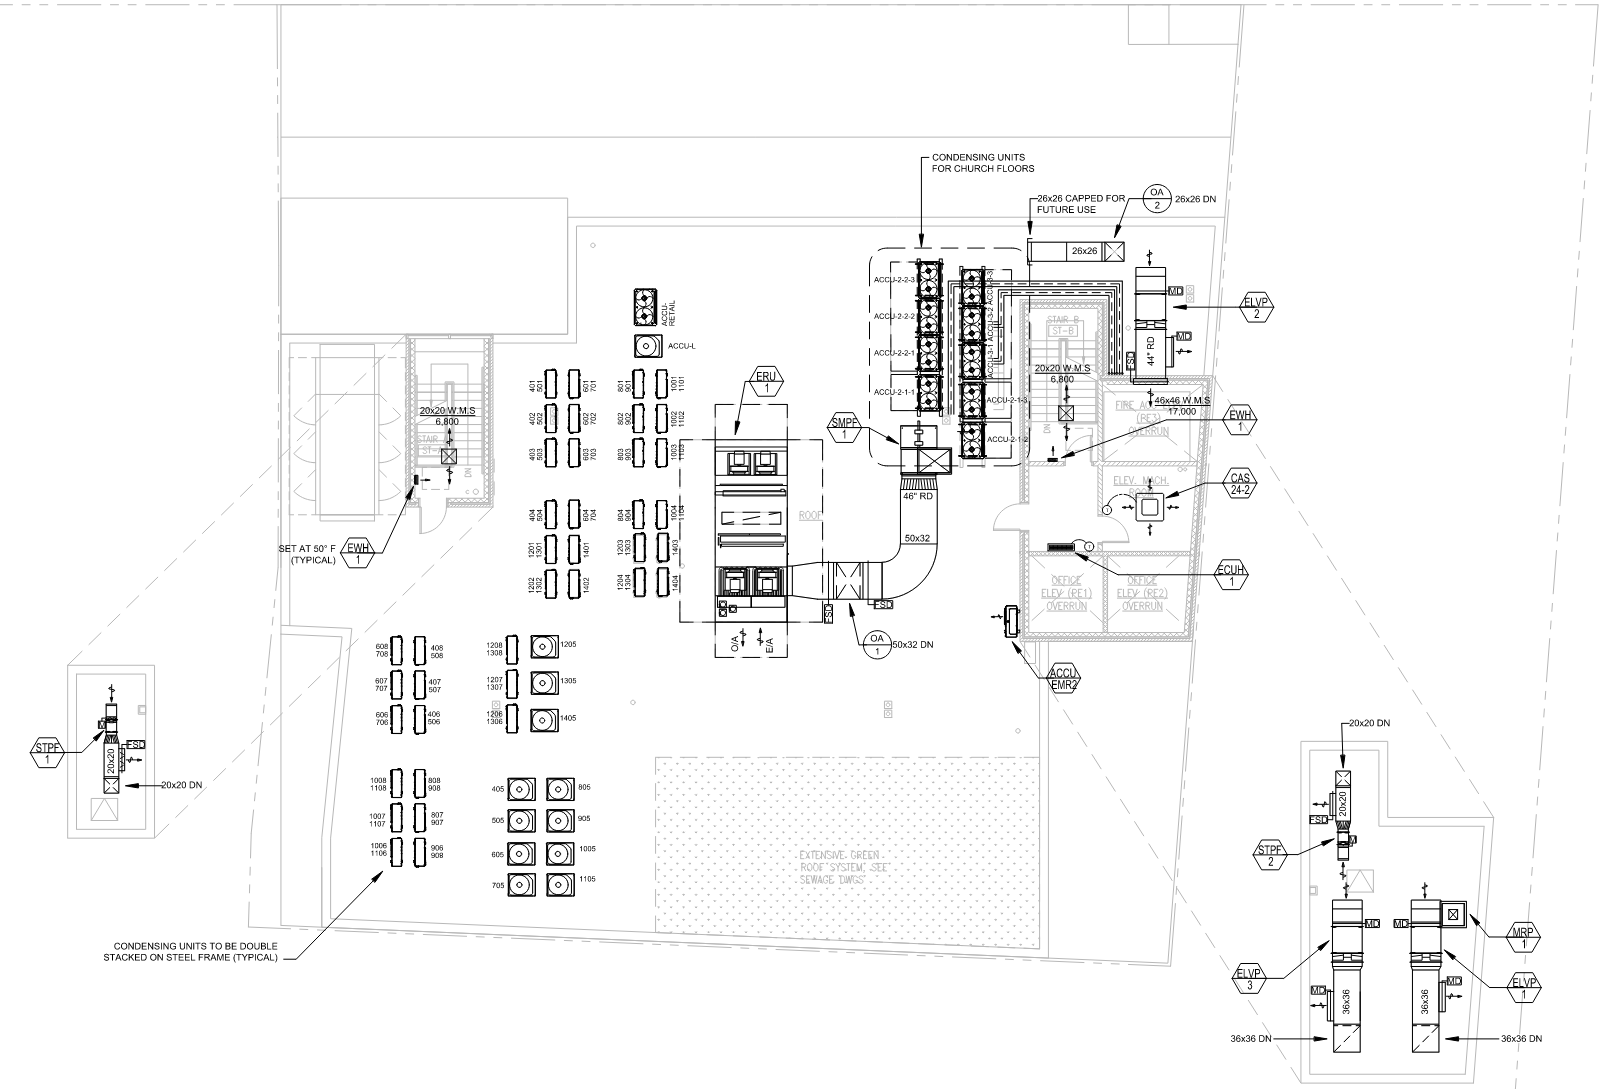 CONDENSING UNITS
FOR CHURCH FLOORS
26x26 CAPPED FOR
FUTURE USE
OA
2
26x26 DN
26x26
MD
ELVP
2
MD
44" RD
FSD
ACCU-2-2-3
ACCU-2-2-2
ACCU-2-2-1
ACCU-2-1-1
ACCU-3-3
ACCU-3-2
ACCU-3-1
ACCU-2-1-3
ACCU-2-1-2
ACCU-
RETAIL
ACCU-L
STAIR-B
ST-B
20x20 W.M.S
6,800
DN
46x46 W.M.S
17,000
(RE3)
OVERRUN
EWH
1
ELEV. MACH.
ROOM
CAS
24-2
T
T
ECUH
1
OFFICE
ELEV (RE1)
OVERRUN
OFFICE
ELEV (RE2)
OVERRUN
ACCU
EMR2
ERU
1
SMPF
1
46" RD
50x32
ROOF
FSD
FSD
OA
1
50x32 DN
O/A
E/A
20x20 W.M.S
6,800
STAIR
ST-A
DN
SET AT 50° F
(TYPICAL)
EWH
1
401
501
601
701
801
901
1001
1101
402
502
602
702
802
902
1002
1102
403
503
603
703
803
903
1003
1103
404
504
604
704
804
904
1004
1104
1201
1301
1401
1203
1303
1403
1202
1302
1402
1204
1304
1404
608
708
408
508
1208
1308
1205
607
707
407
507
1207
1307
1305
606
706
406
506
1206
1306
1405
1008
1108
808
908
405
805
1007
1107
807
907
505
905
1006
1106
906
908
605
1005
705
1105
STPF
1
FSD
20x20
20x20 DN
EXTENSIVE GREEN
ROOF SYSTEM, SEE
SEWAGE DWGS
CONDENSING UNITS TO BE DOUBLE
STACKED ON STEEL FRAME (TYPICAL)
20x20 DN
20x20
FSD
STPF
2
MD
MD
MRP
1
ELVP
3
ELVP
1
MD
MD
36x36
36x36
36x36 DN
36x36 DN